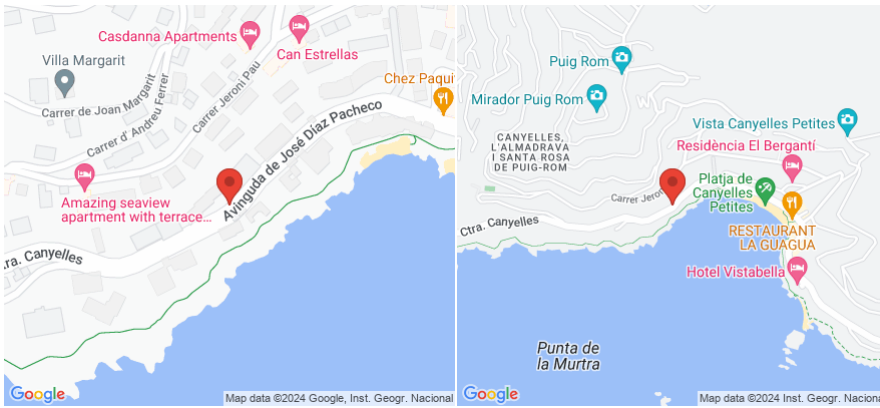 Casdanna Apartments
Can Estrellas
Villa Margarit
Chez Paqui
Carrer de Joan Margarit
Carrer d' Andreu Ferrer
Carrer Jeroni Pau
Avinguda de José Díaz Pacheco
Amazing seaview
apartment with terrace...
tra. Canyelles
Google
Map data ©2024 Google, Inst. Geogr. Nacional
Puig Rom
Mirador Puig Rom
CANYELLES,
L'ALMADRAVA
I SANTA ROSA
DE PUIG-ROM
Vista Canyelles Petites
Residència El Bergantí
Platja de
Canyelles
Petites
Carrer Jero
Ctra. Canyelles
RESTAURANT
LA GUAGUA
Hotel Vistabella
Punta de
la Murtra
Google
Map data ©2024 Google, Inst. Geogr. Naciona